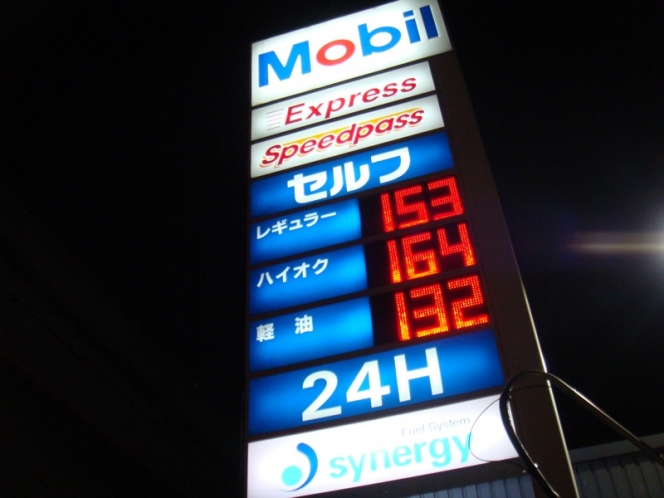 Mobil
Express
Speedpass
セルフ
レギュラー 153
ハイオク 164
軽油 132
24H
Fuel System
synergy